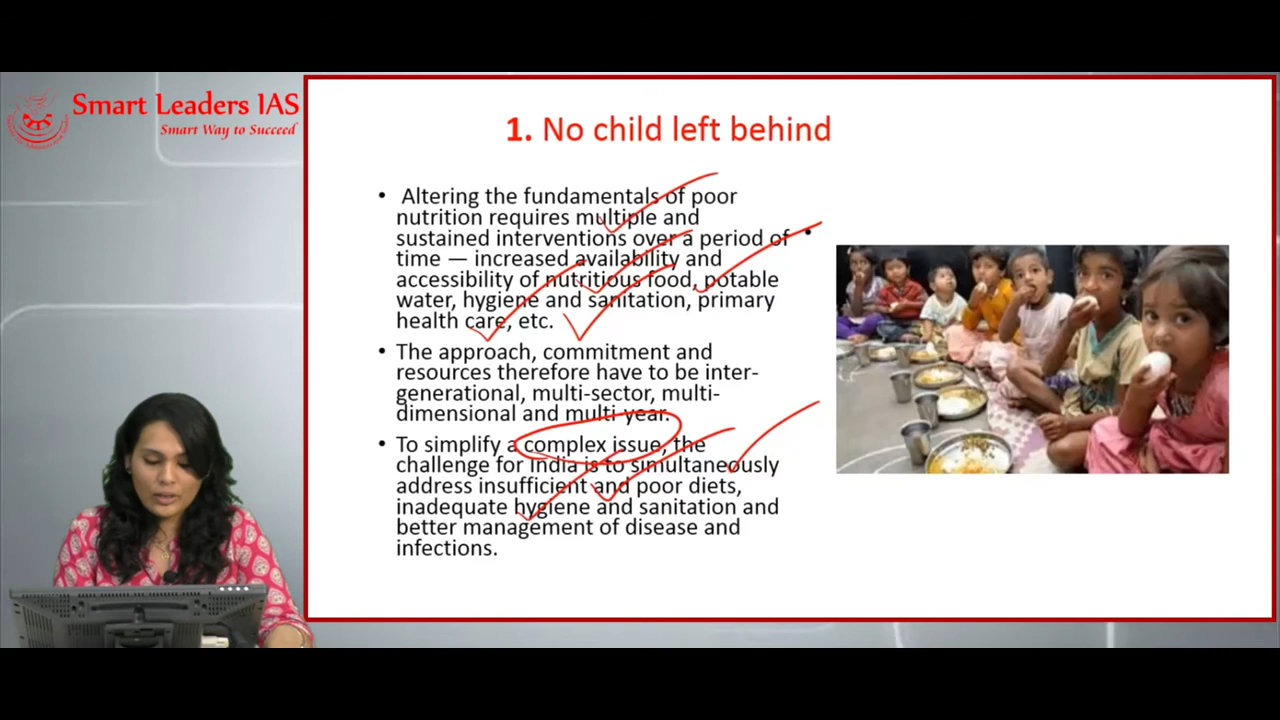 Smart Leaders IAS
Smart Way to Succeed
1. No child left behind
• Altering the fundamentals of poor
nutrition requires multiple and
sustained interventions over a period of
time — increased availability and
accessibility of nutritious food, potable
water, hygiene and sanitation, primary
health care, etc.
• The approach, commitment and
resources therefore have to be inter-
generational, multi-sector, multi-
dimensional and multi-year.
• To simplify a complex issue, the
challenge for India is to simultaneously
address insufficient and poor diets,
inadequate hygiene and sanitation and
better management of disease and
infections.
•